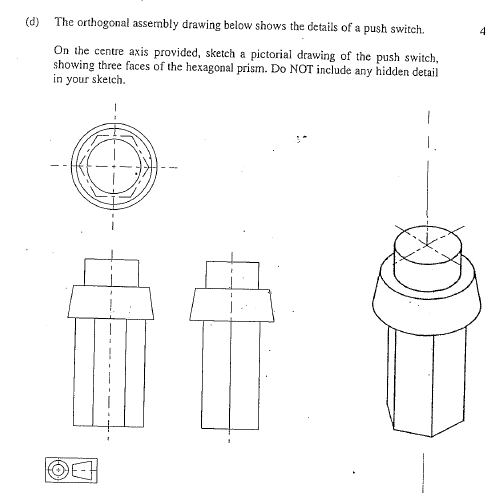 (d) The orthogonal assembly drawing below shows the details of a push switch. 4
On the centre axis provided, sketch a pictorial drawing of the push switch,
showing three faces of the hexagonal prism. Do NOT include any hidden detail
in your sketch.